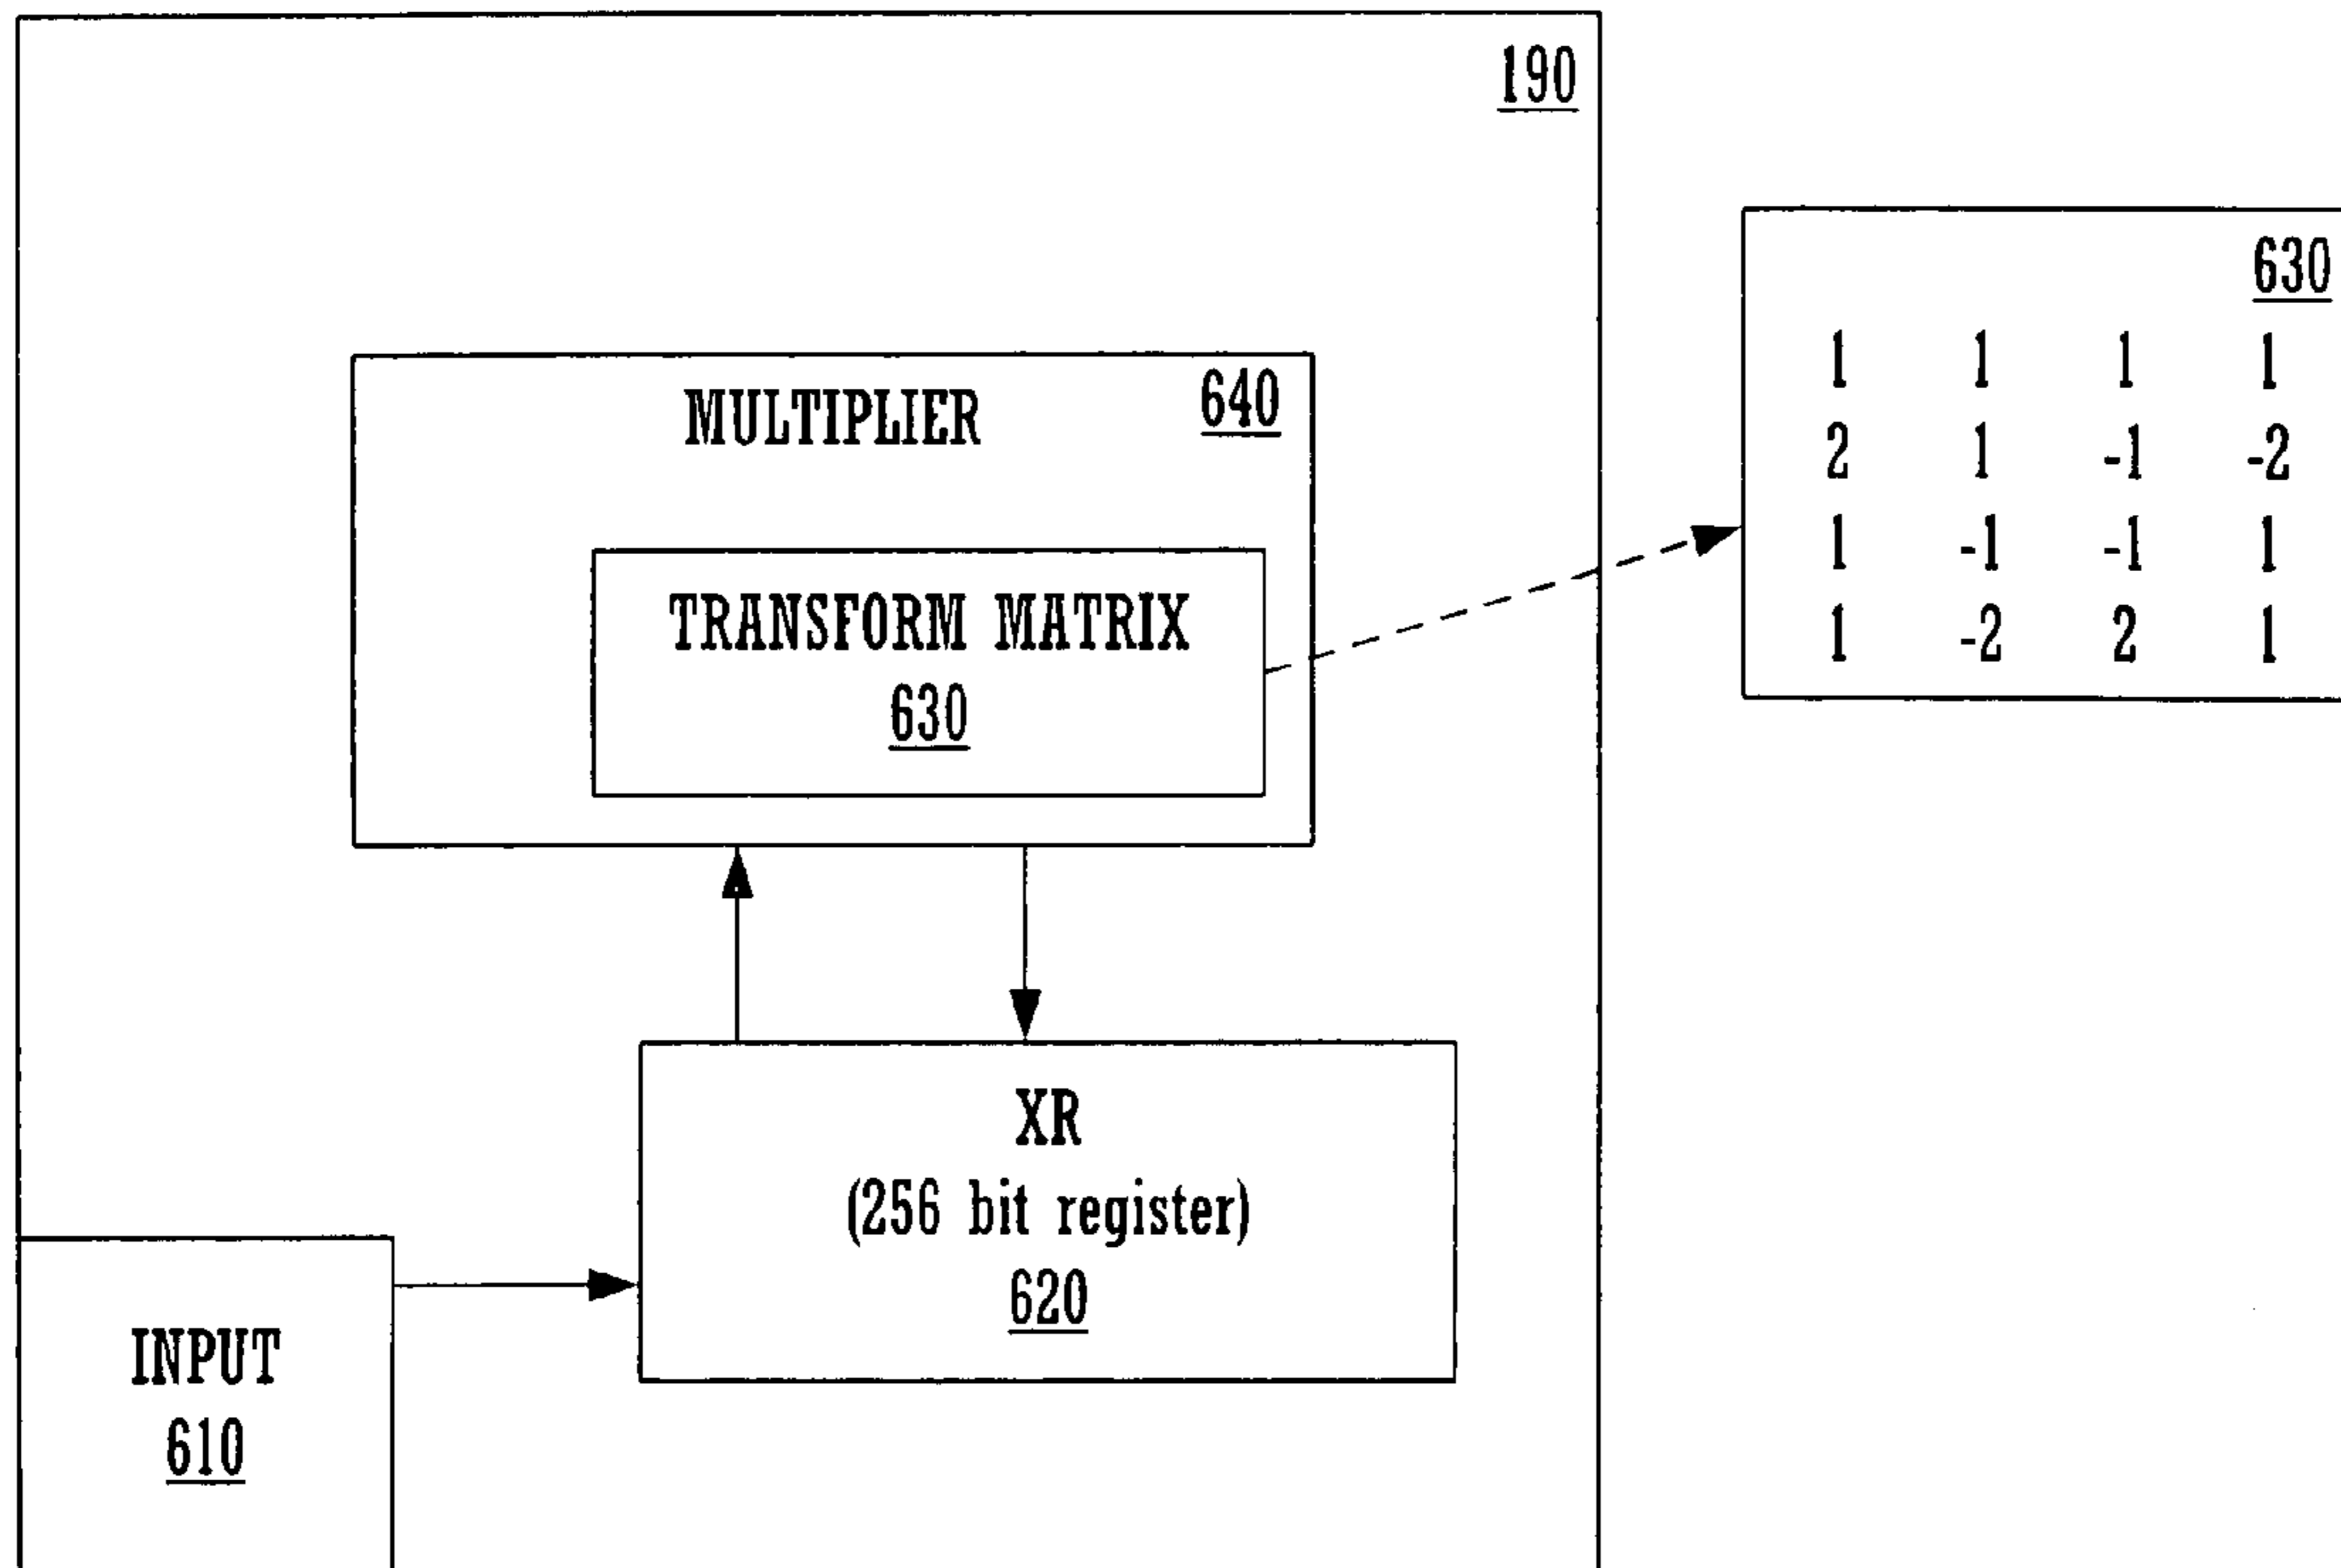 190
630
1 1 1 1
2 1 -1 -2
1 -1 -1 1
1 -2 2 1
MULTIPLIER 640
TRANSFORM MATRIX
630
XR
(256 bit register)
620
INPUT
610